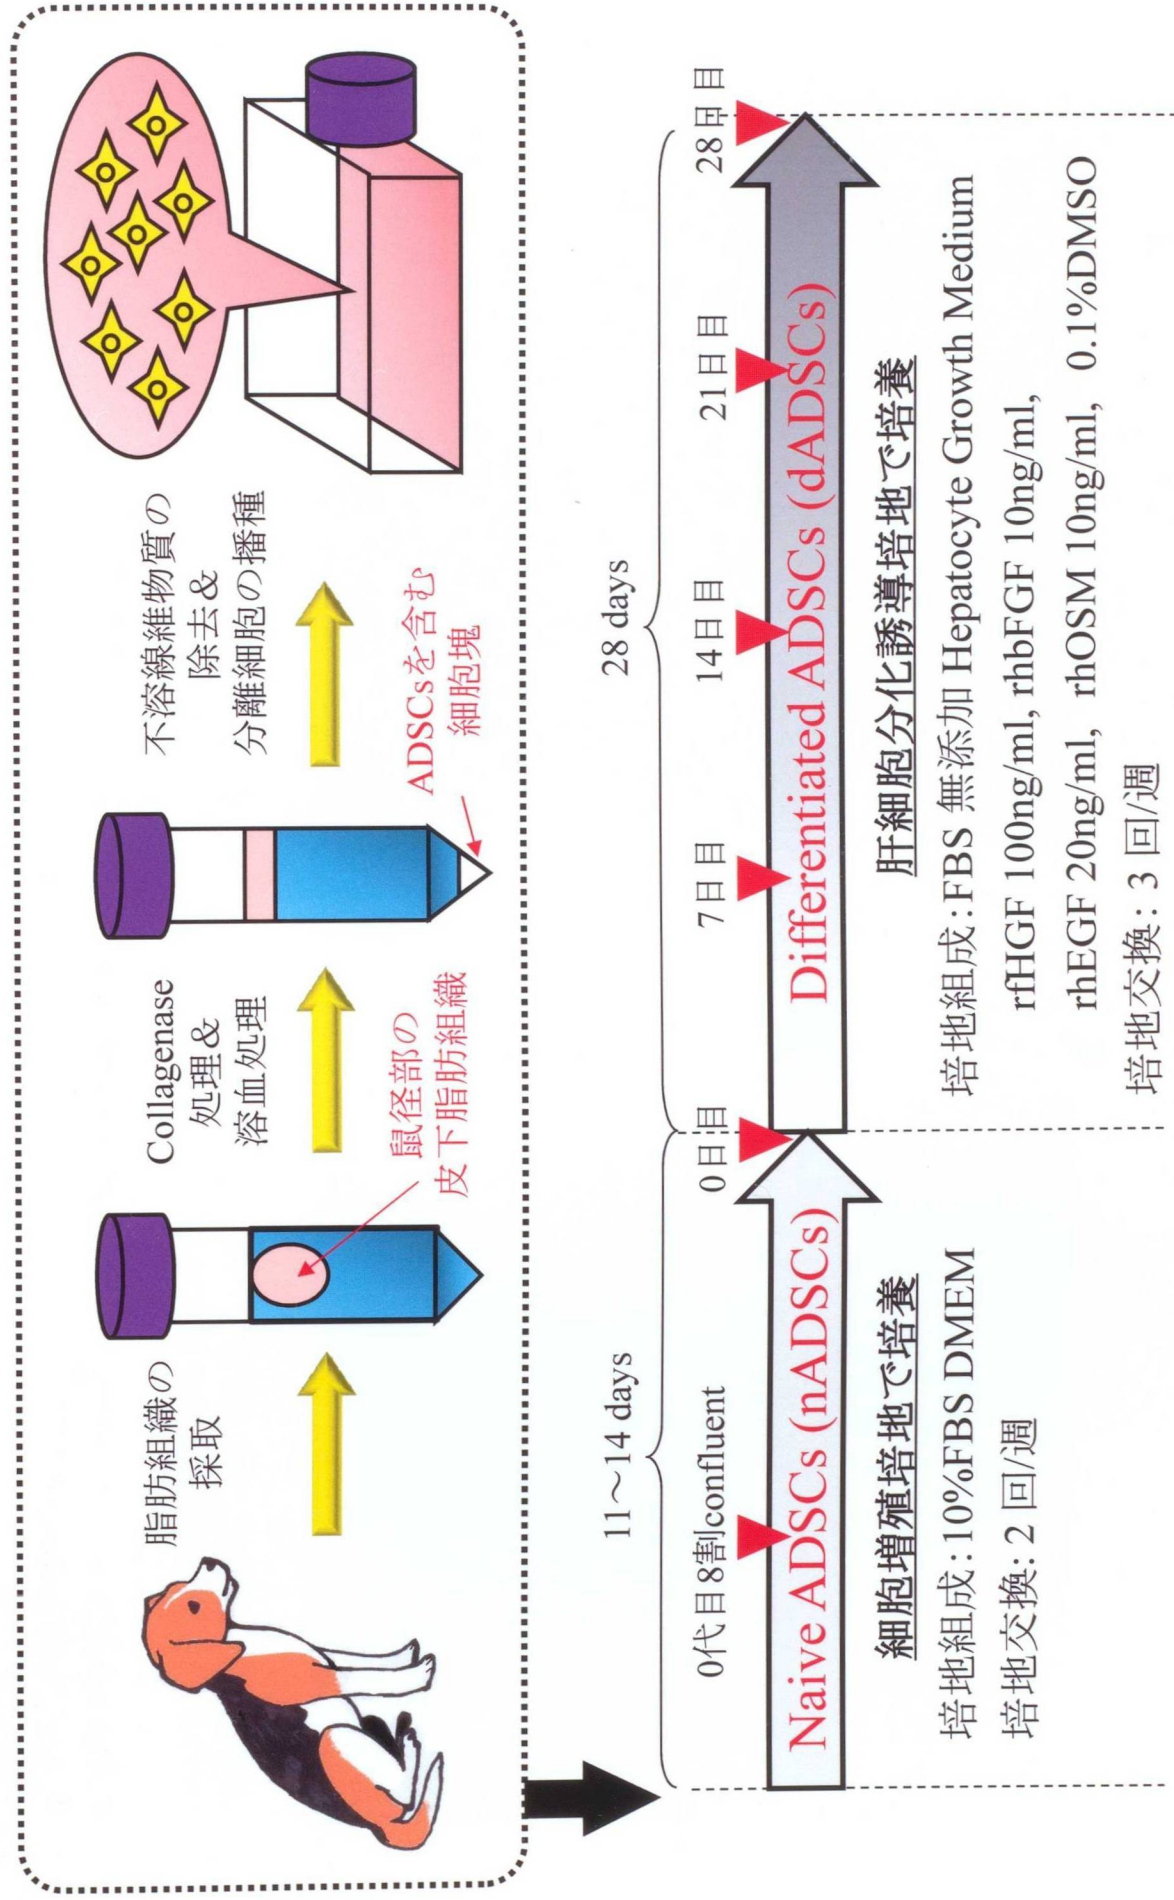 脂肪組織の
採取
Collagenase
処理&
溶血処理
不溶線維物質の
除去&
分離細胞の播種
鼠径部の
皮下脂肪組織
ADSCsを含む
細胞塊
11～14 days
28 days
0代目 8割confluent
0日目
7日目
14日目
21日目
28日目
Naive ADSCs (nADSCs)
Differentiated ADSCs (dADSCs)
細胞増殖培地で培養
培地組成: 10%FBS DMEM
培地交換: 2 回/週
肝細胞分化誘導培地で培養
培地組成: FBS 無添加 Hepatocyte Growth Medium
rfHGF 100ng/ml, rhbFGF 10ng/ml,
rhEGF 20ng/ml, rhOSM 10ng/ml, 0.1%DMSO
培地交換: 3 回/週